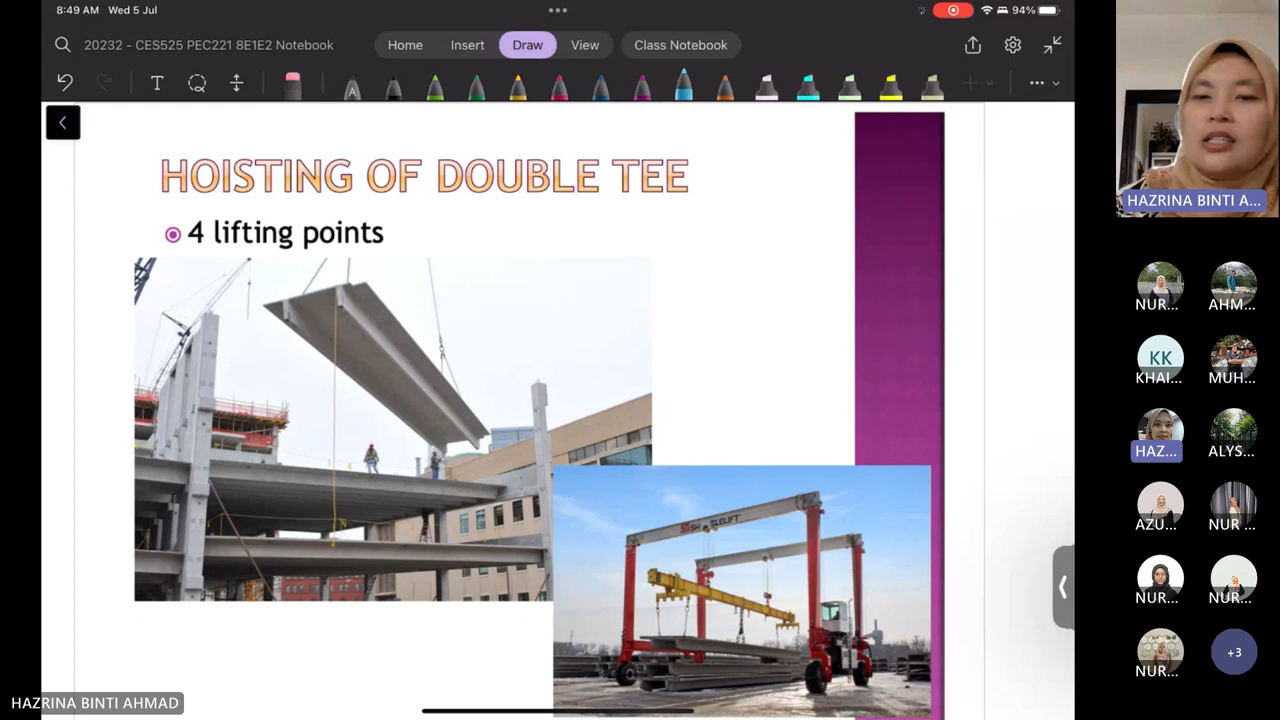 8:49 AM Wed 5 Jul
94%
20232 - CES525 PEC221 8E1E2 Notebook
Home Insert Draw View Class Notebook
T
A
HOISTING OF DOUBLE TEE
4 lifting points
HAZRINA BINTI A...
NUR... AHM...
KK
KHAI... MUH...
HAZ... ALYS...
AZU... NUR ...
NUR... NUR...
NUR... +3
HAZRINA BINTI AHMAD